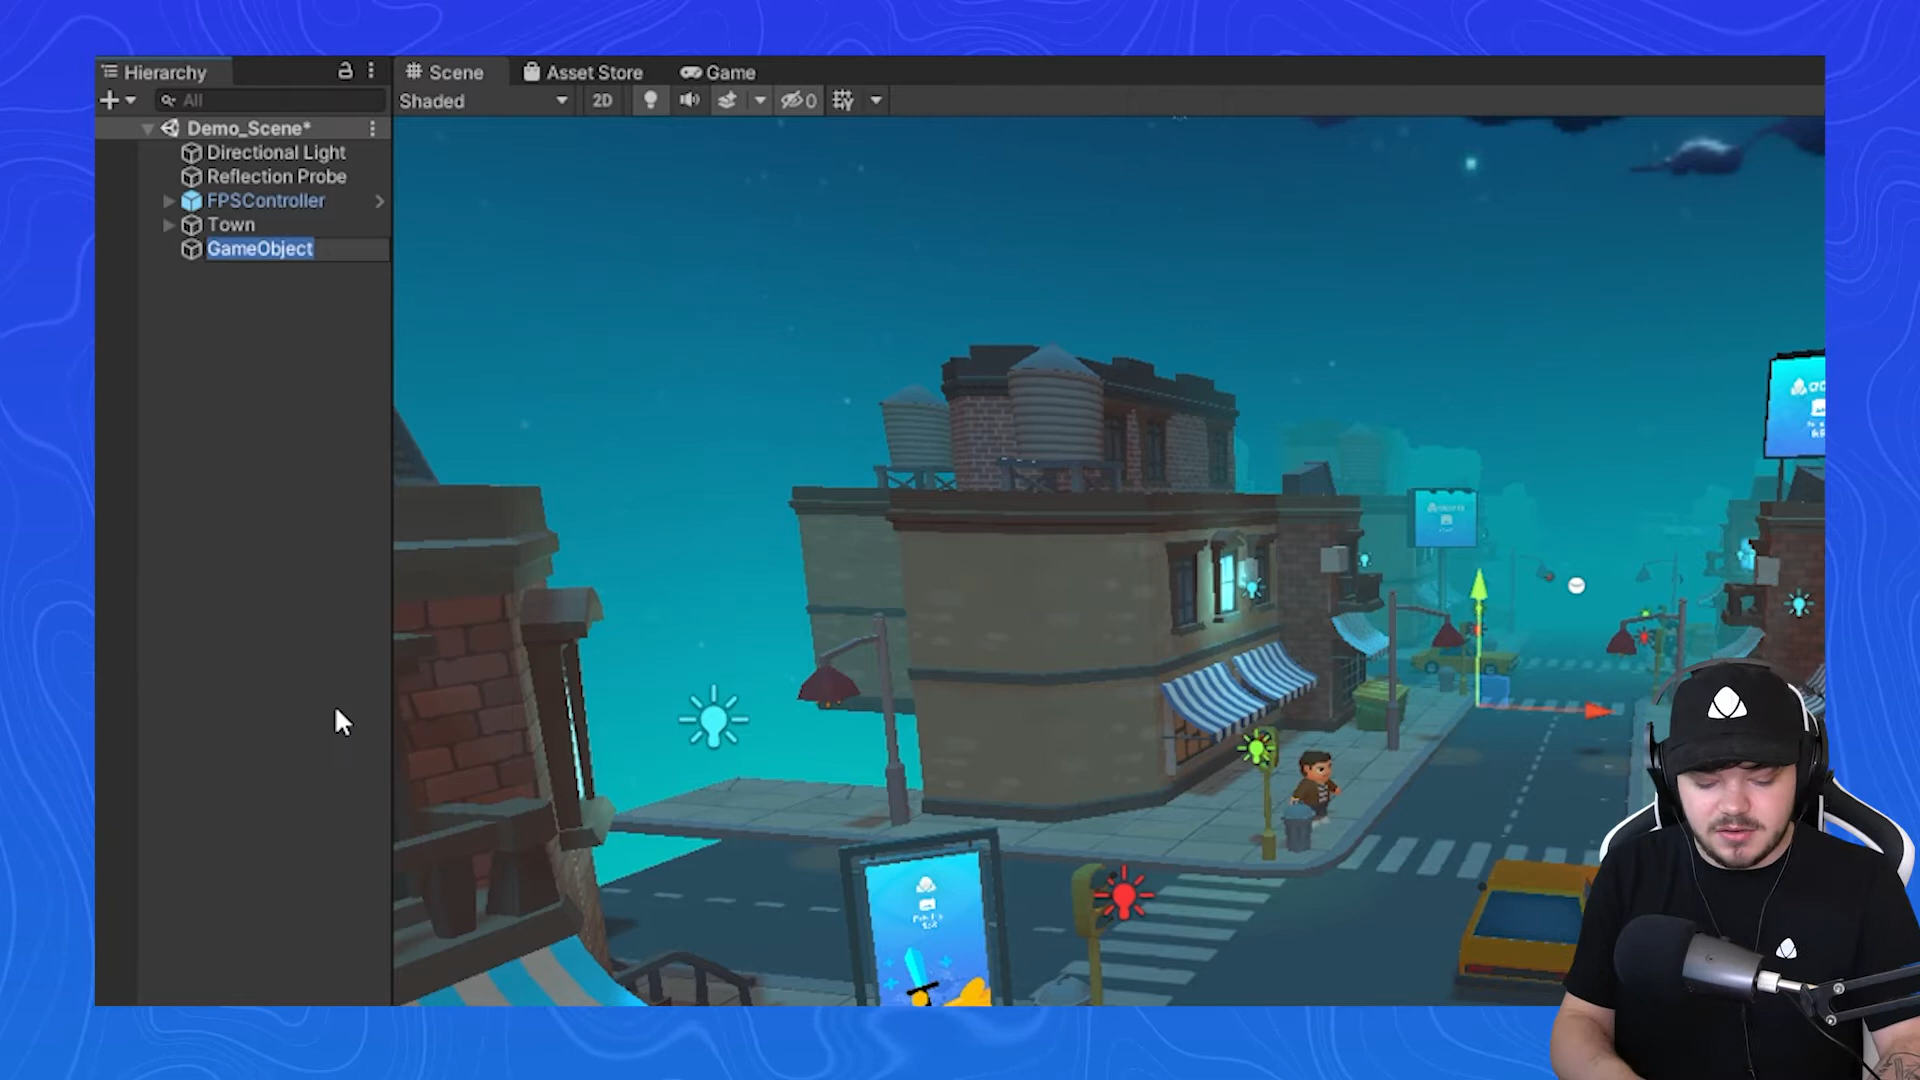 Hierarchy
Scene
Asset Store
Game
All
Shaded
2D
0
Demo_Scene*
Directional Light
Reflection Probe
FPSController
Town
GameObject